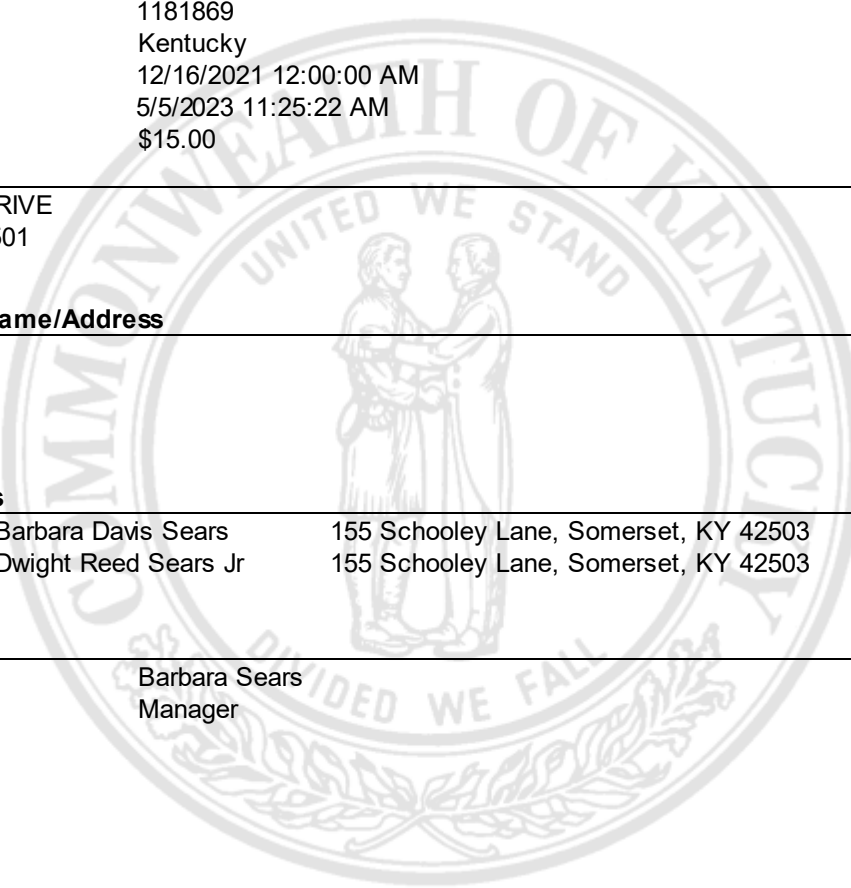 1181869
Kentucky
12/16/2021 12:00:00 AM
5/5/2023 11:25:22 AM
$15.00
RIVE
501
ame/Address
s
Barbara Davis Sears 155 Schooley Lane, Somerset, KY 42503
Dwight Reed Sears Jr 155 Schooley Lane, Somerset, KY 42503
Barbara Sears
Manager
COMMONWEALTH OF KENTUCKY
UNITED WE STAND
DIVIDED WE FALL